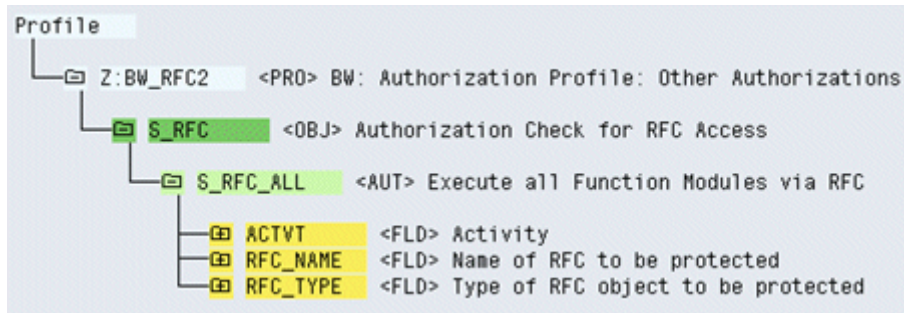 Profile
Z:BW_RFC2 <PRO> BW: Authorization Profile: Other Authorizations
S_RFC <OBJ> Authorization Check for RFC Access
S_RFC_ALL <AUT> Execute all Function Modules via RFC
ACTVT <FLD> Activity
RFC_NAME <FLD> Name of RFC to be protected
RFC_TYPE <FLD> Type of RFC object to be protected